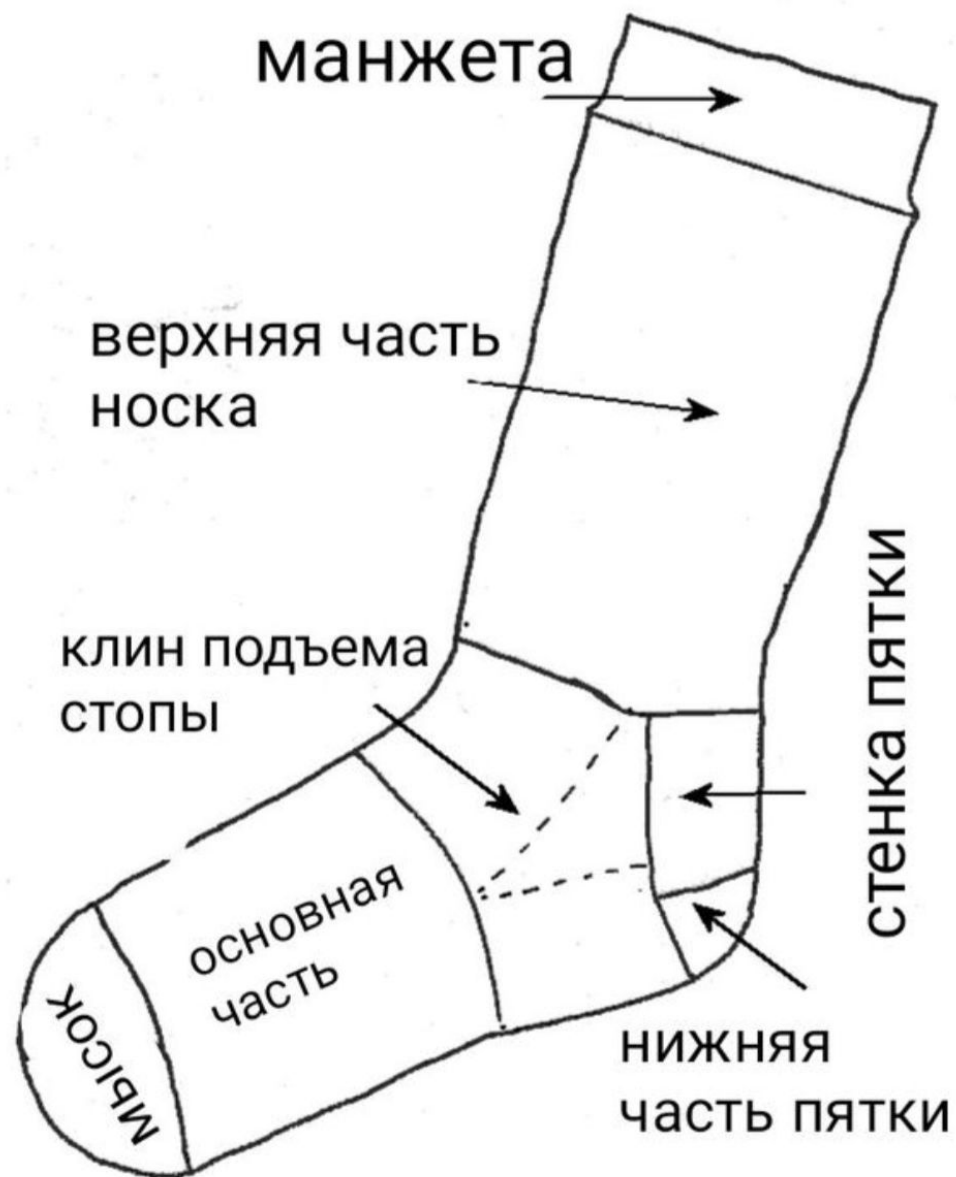 манжета
верхняя часть
носка
клин подъема
стопы
стенка пятки
основная
часть
мысок
нижняя
часть пятки